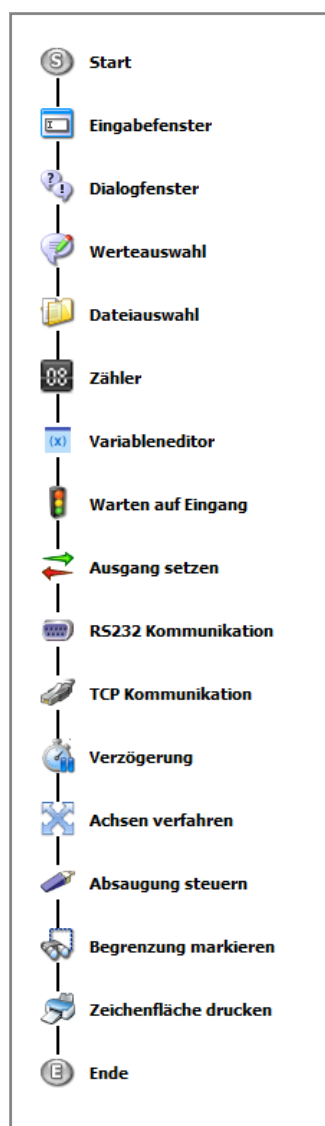 S Start
Eingabefenster
Dialogfenster
Werteauswahl
Dateiauswahl
08 Zähler
(x) Variableneditor
Warten auf Eingang
Ausgang setzen
RS232 Kommunikation
TCP Kommunikation
Verzögerung
Achsen verfahren
Absaugung steuern
Begrenzung markieren
Zeichenfläche drucken
E Ende